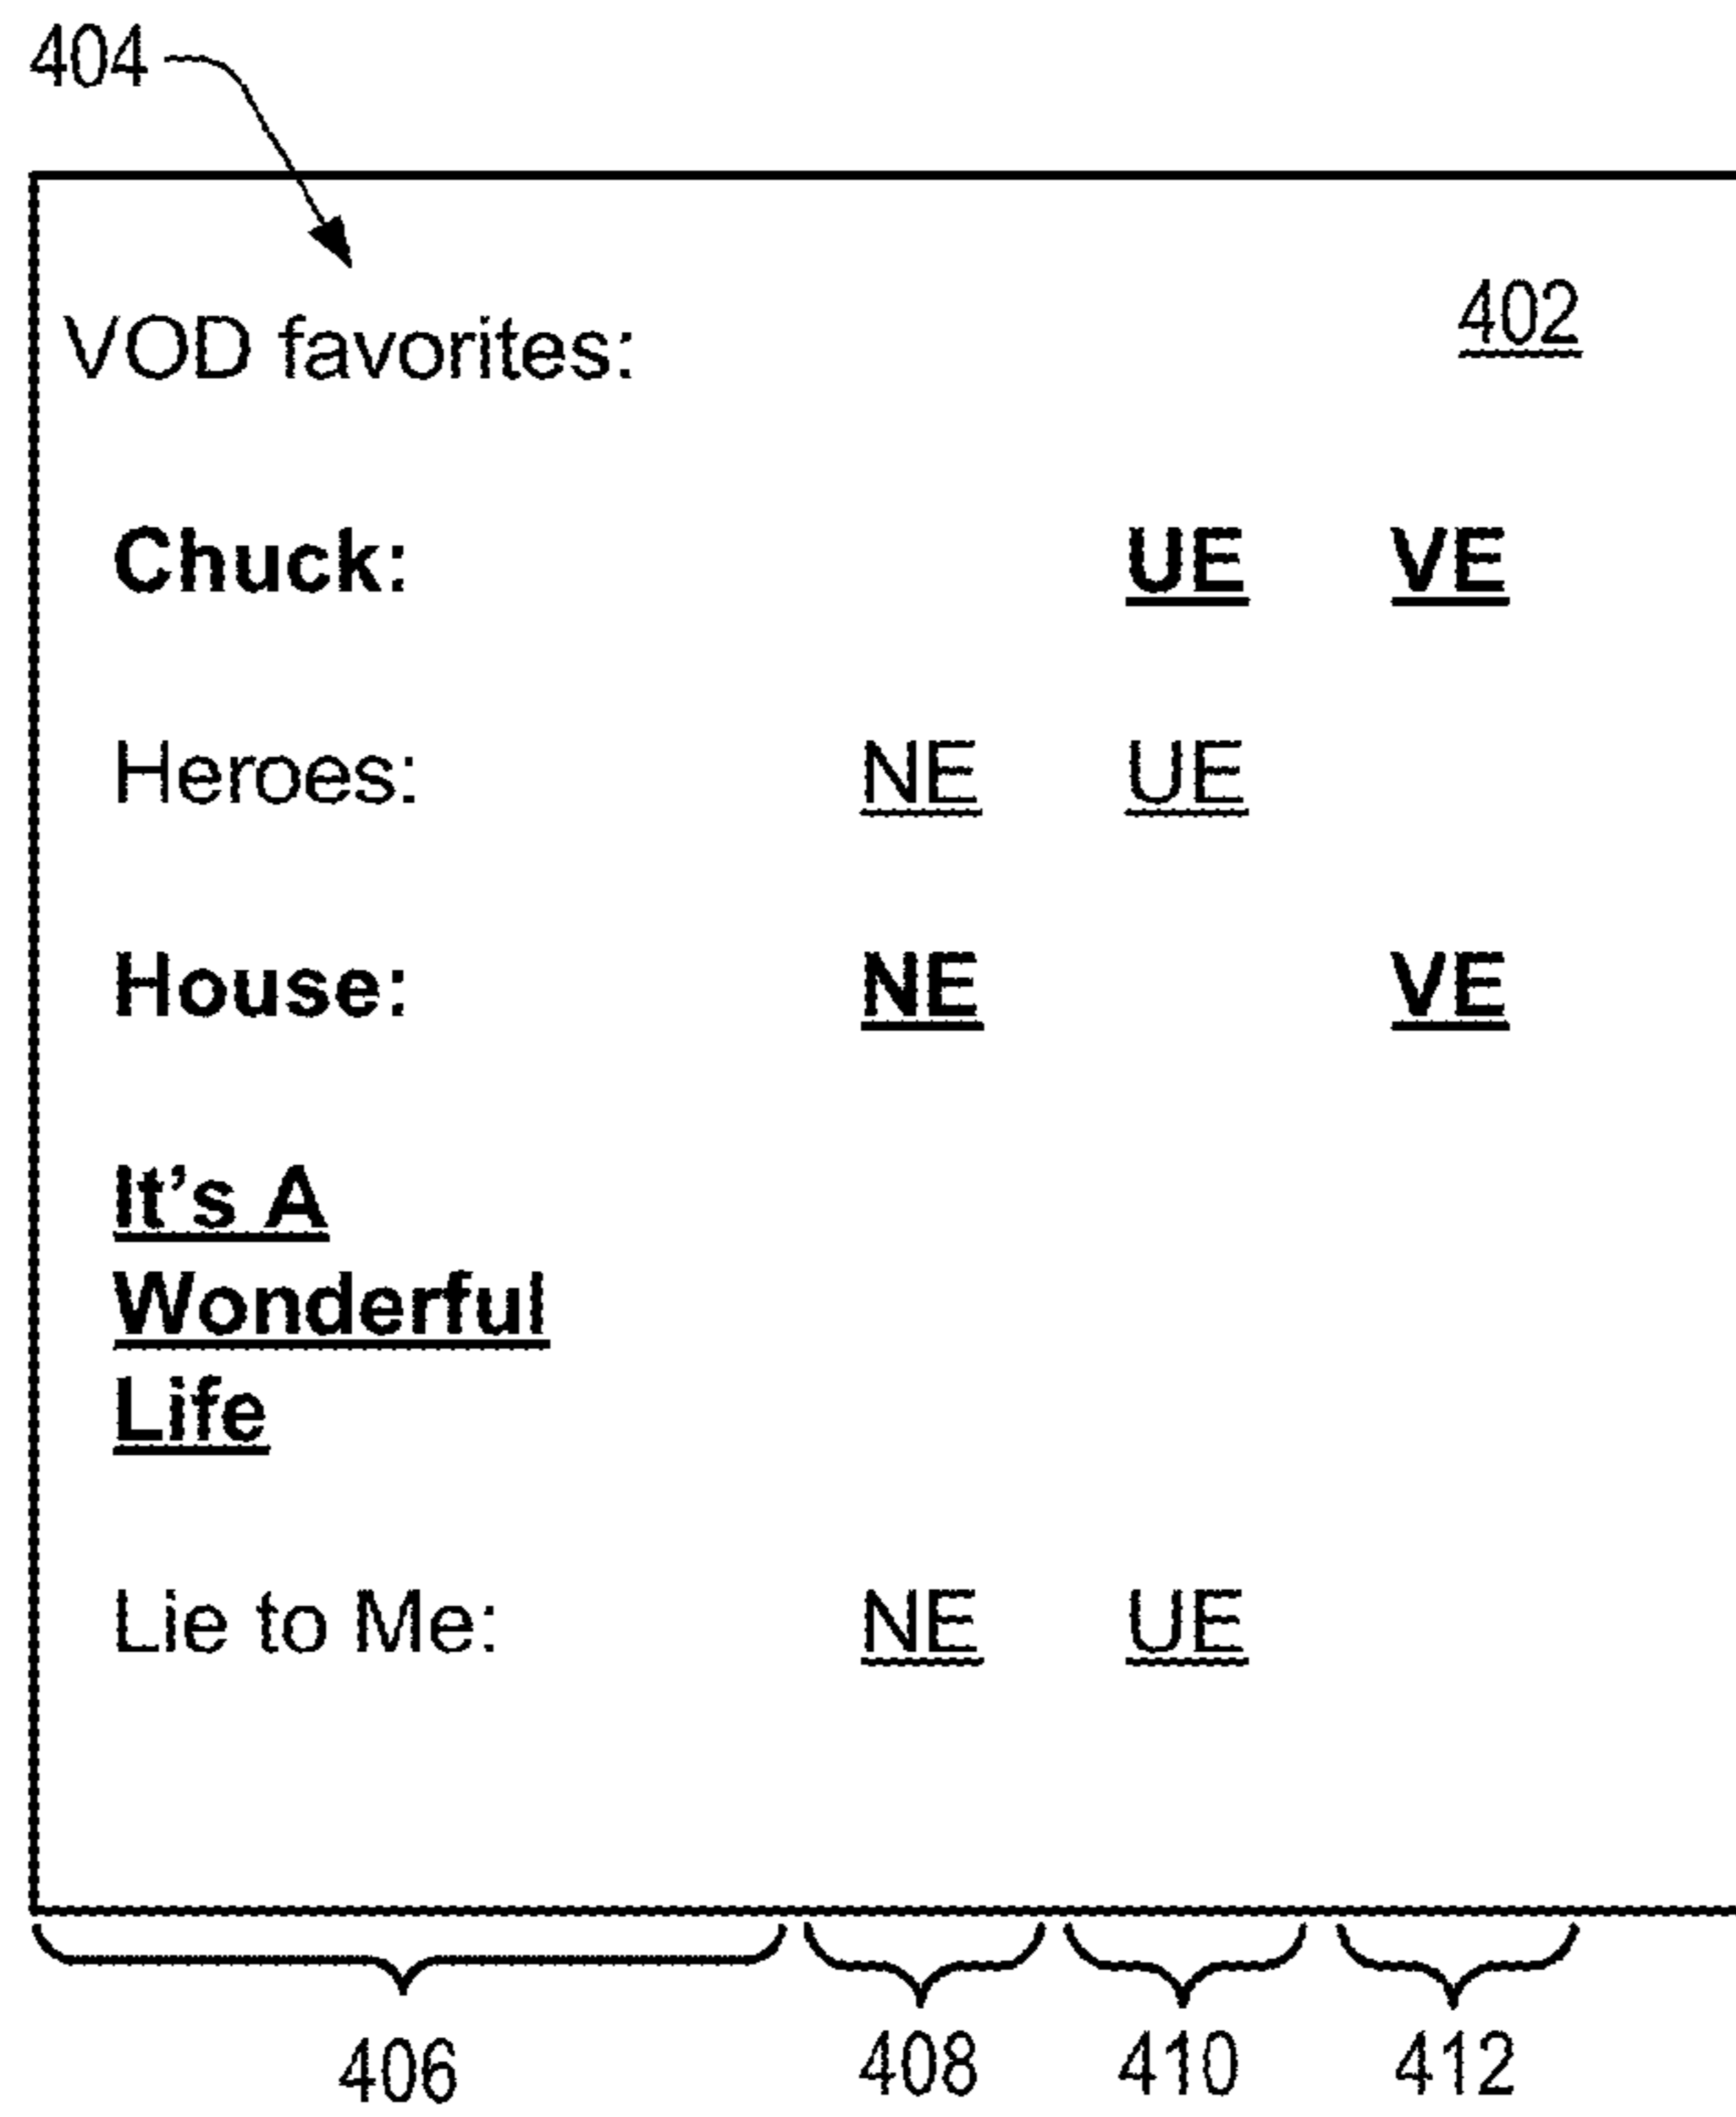 404
VOD favorites: 402
Chuck: UE VE
Heroes: NE UE
House: NE VE
It's A
Wonderful
Life
Lie to Me: NE UE
406 408 410 412